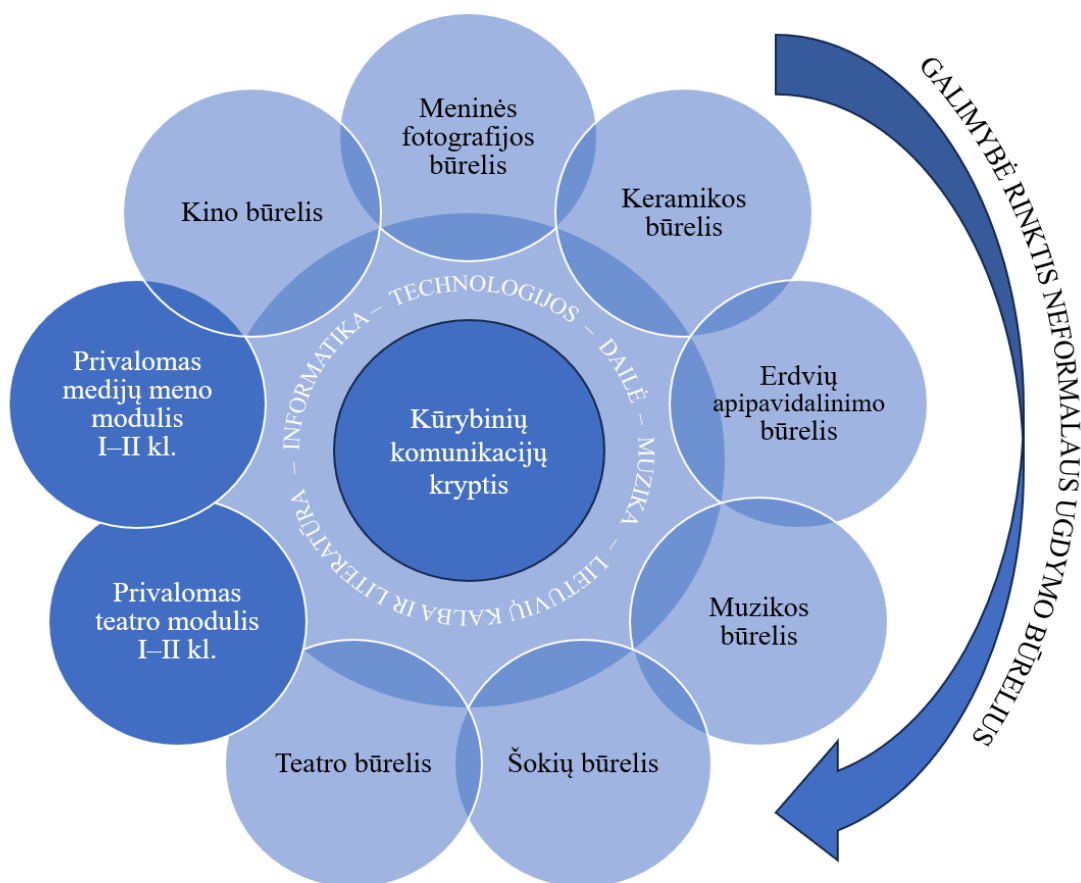 Meninės
fotografijos
būrelis
Keramikos
būrelis
Erdvių
apipavidalinimo
būrelis
Muzikos
būrelis
Šokių būrelis
Teatro būrelis
Privalomas
teatro modulis
I–II kl.
Privalomas
medijų meno
modulis
I–II kl.
Kino būrelis
INFORMATIKA – TECHNOLOGIJOS – DAILĖ – MUZIKA – LIETUVIŲ KALBA IR LITERATŪRA –
Kūrybinių
komunikacijų
kryptis
GALIMYBĖ RINKTIS NEFORMALAUS UGDYMO BŪRELIUS